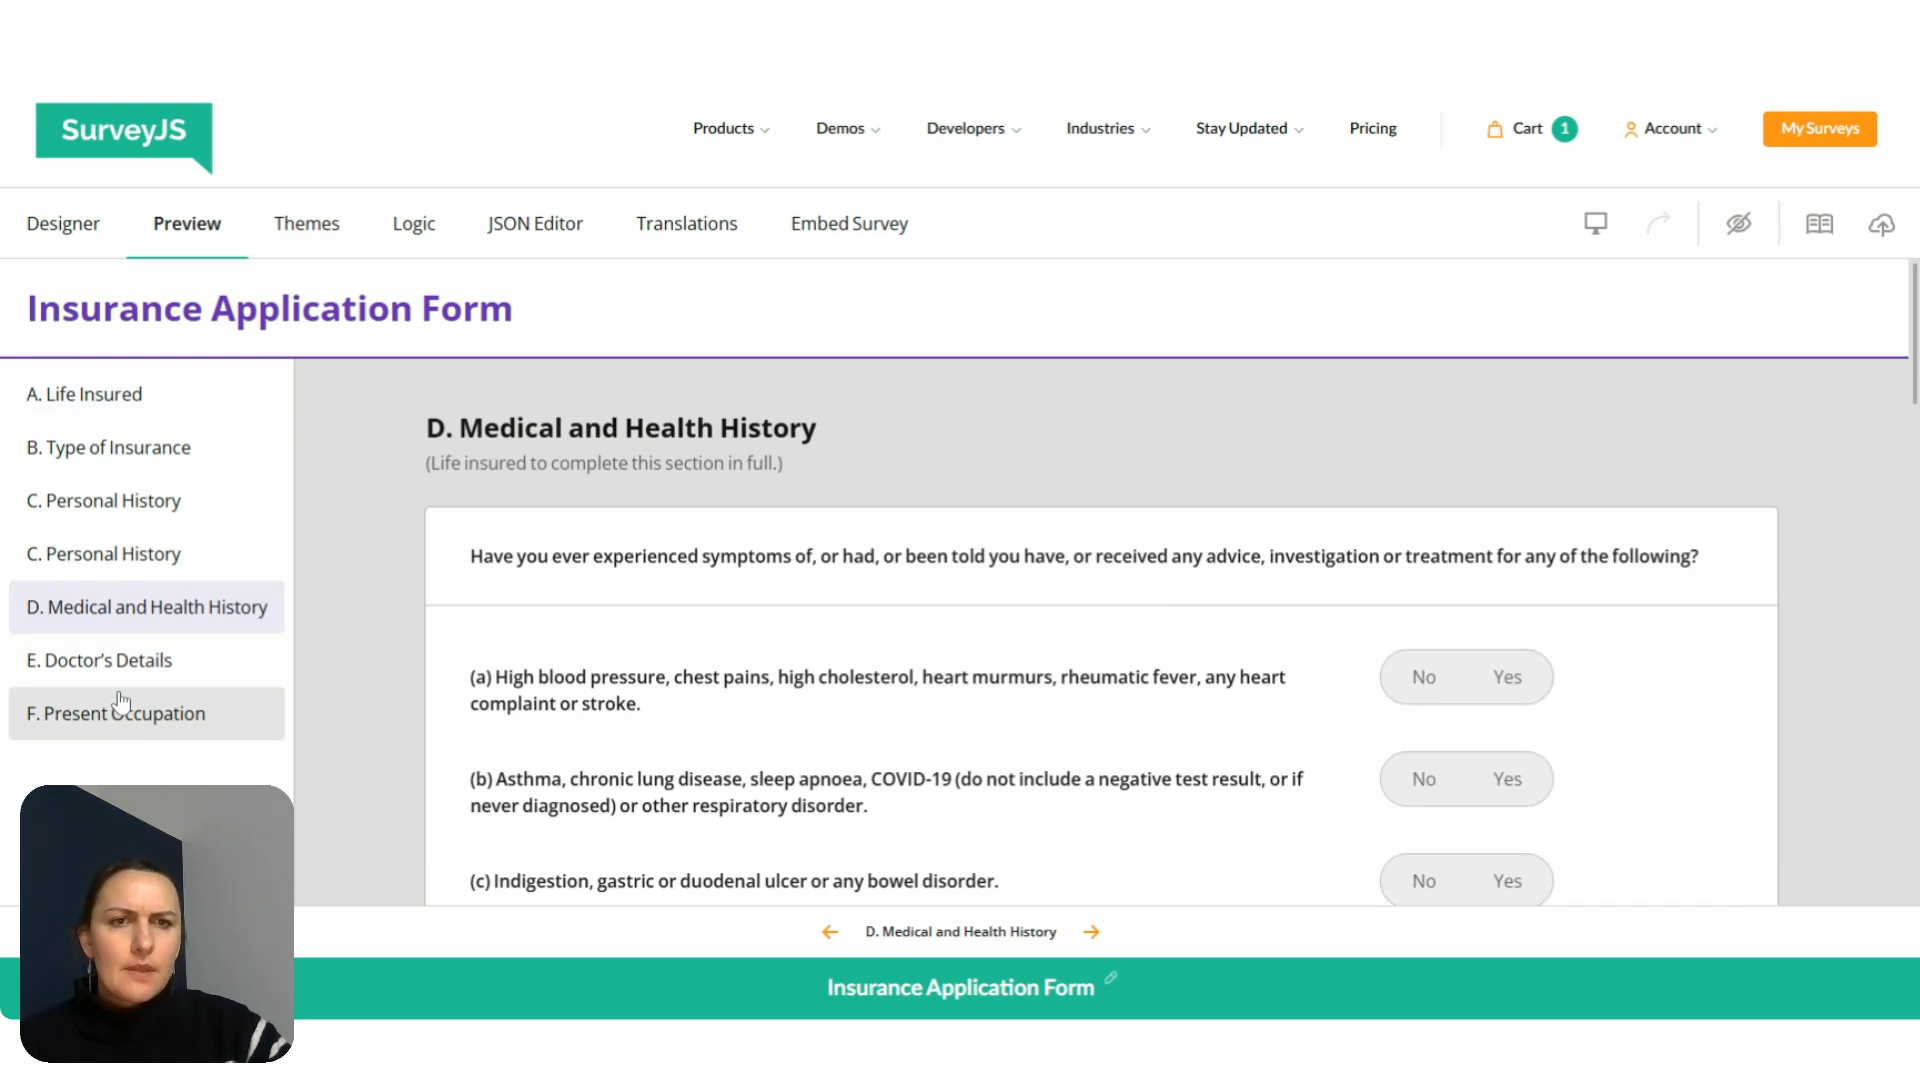 SurveyJS
Products
Demos
Developers
Industries
Stay Updated
Pricing
Cart 1
Account
My Surveys
Designer
Preview
Themes
Logic
JSON Editor
Translations
Embed Survey
Insurance Application Form
A. Life Insured
B. Type of Insurance
C. Personal History
C. Personal History
D. Medical and Health History
E. Doctor's Details
F. Present Occupation
D. Medical and Health History
(Life insured to complete this section in full.)
Have you ever experienced symptoms of, or had, or been told you have, or received any advice, investigation or treatment for any of the following?
(a) High blood pressure, chest pains, high cholesterol, heart murmurs, rheumatic fever, any heart
complaint or stroke.
No Yes
(b) Asthma, chronic lung disease, sleep apnoea, COVID-19 (do not include a negative test result, or if
never diagnosed) or other respiratory disorder.
No Yes
(c) Indigestion, gastric or duodenal ulcer or any bowel disorder.
No Yes
D. Medical and Health History
Insurance Application Form